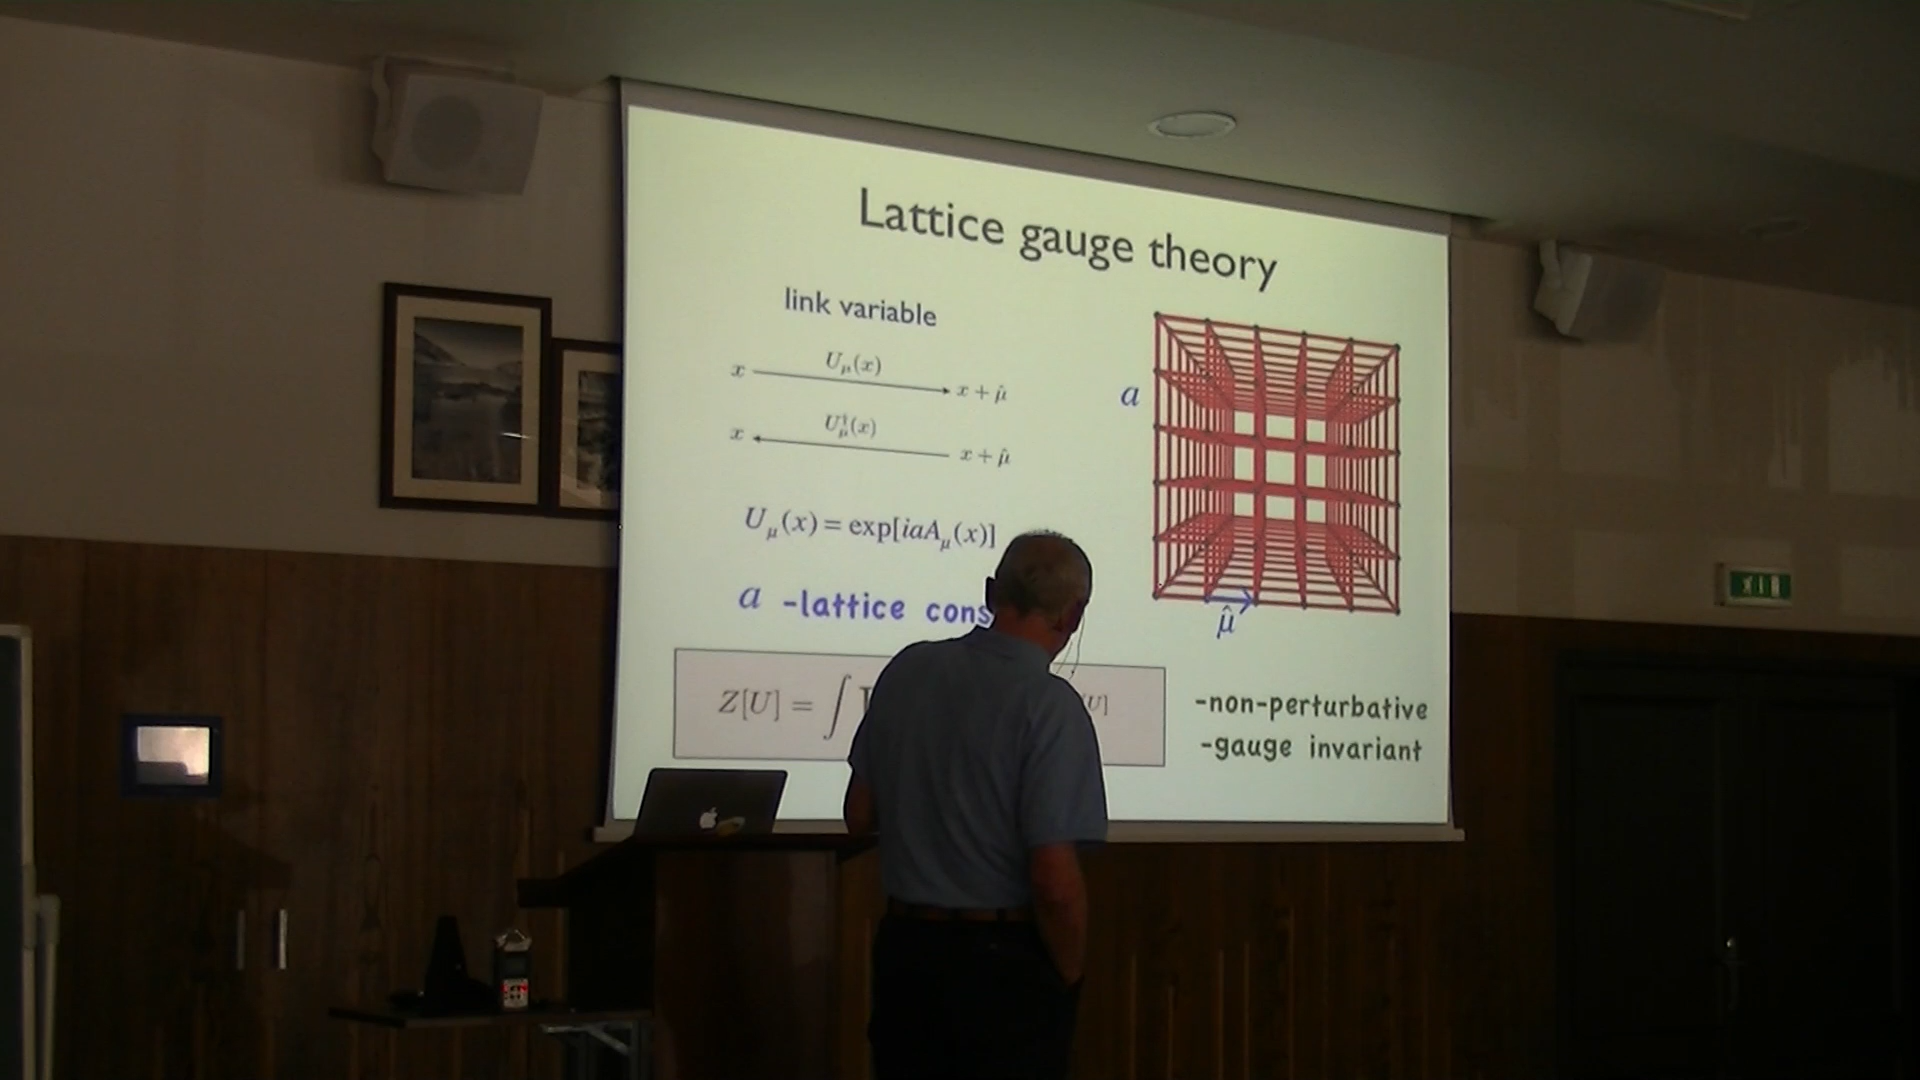 Lattice gauge theory
link variable
x U_μ(x) x + μ̂
x U_μ^†(x) x + μ̂
a
U_μ(x) = exp[iaA_μ(x)]
a -lattice cons
μ̂
Z[U] = ∫
[U]
-non-perturbative
-gauge invariant